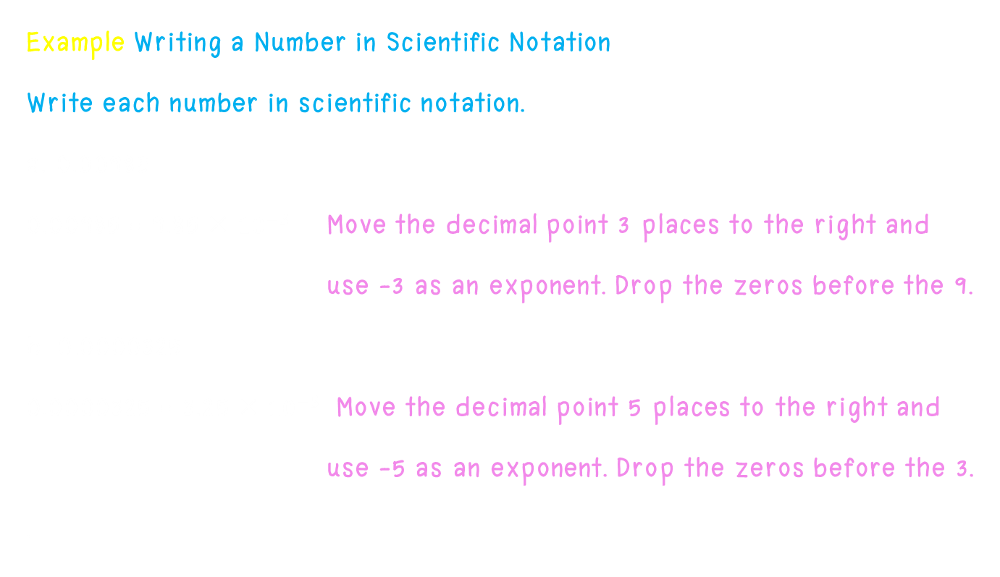 Example Writing a Number in Scientific Notation
Write each number in scientific notation.
Move the decimal point 3 places to the right and
use -3 as an exponent. Drop the zeros before the 9.
Move the decimal point 5 places to the right and
use -5 as an exponent. Drop the zeros before the 3.